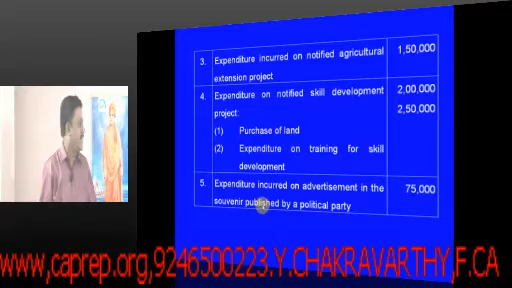 3. Expenditure incurred on notified agricultural 1,50,000
extension project
4. Expenditure on notified skill development 2,00,000
project: 2,50,000
(1) Purchase of land
(2) Expenditure on training for skill
development
5. Expenditure incurred on advertisement in the 75,000
souvenir published by a political party
www,caprep.org,9246500223.Y.CHAKRAVARTHY,F.CA